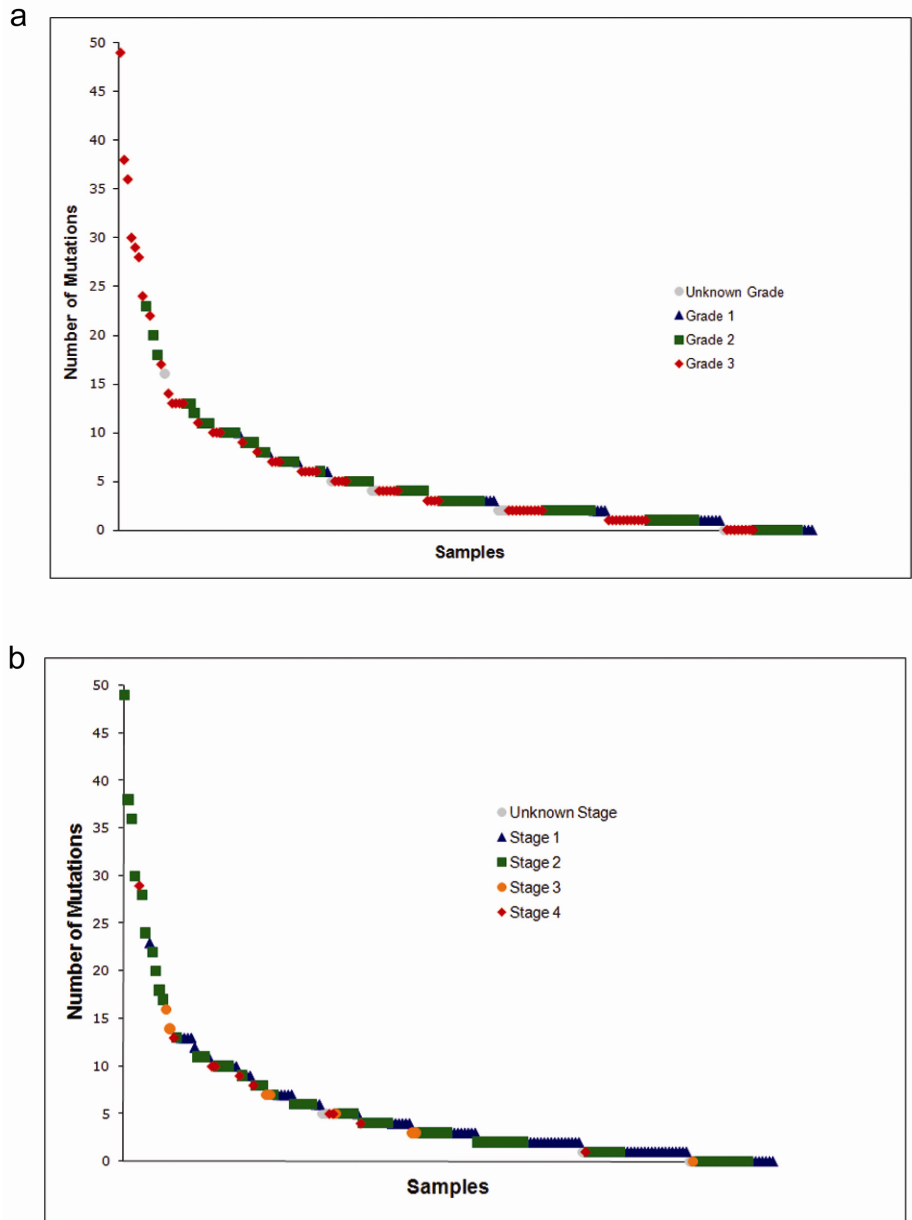 a
50
45
40
35
30
25
20
15
10
5
0
Number of Mutations
Samples
Unknown Grade
Grade 1
Grade 2
Grade 3
b
50
45
40
35
30
25
20
15
10
5
0
Number of Mutations
Samples
Unknown Stage
Stage 1
Stage 2
Stage 3
Stage 4